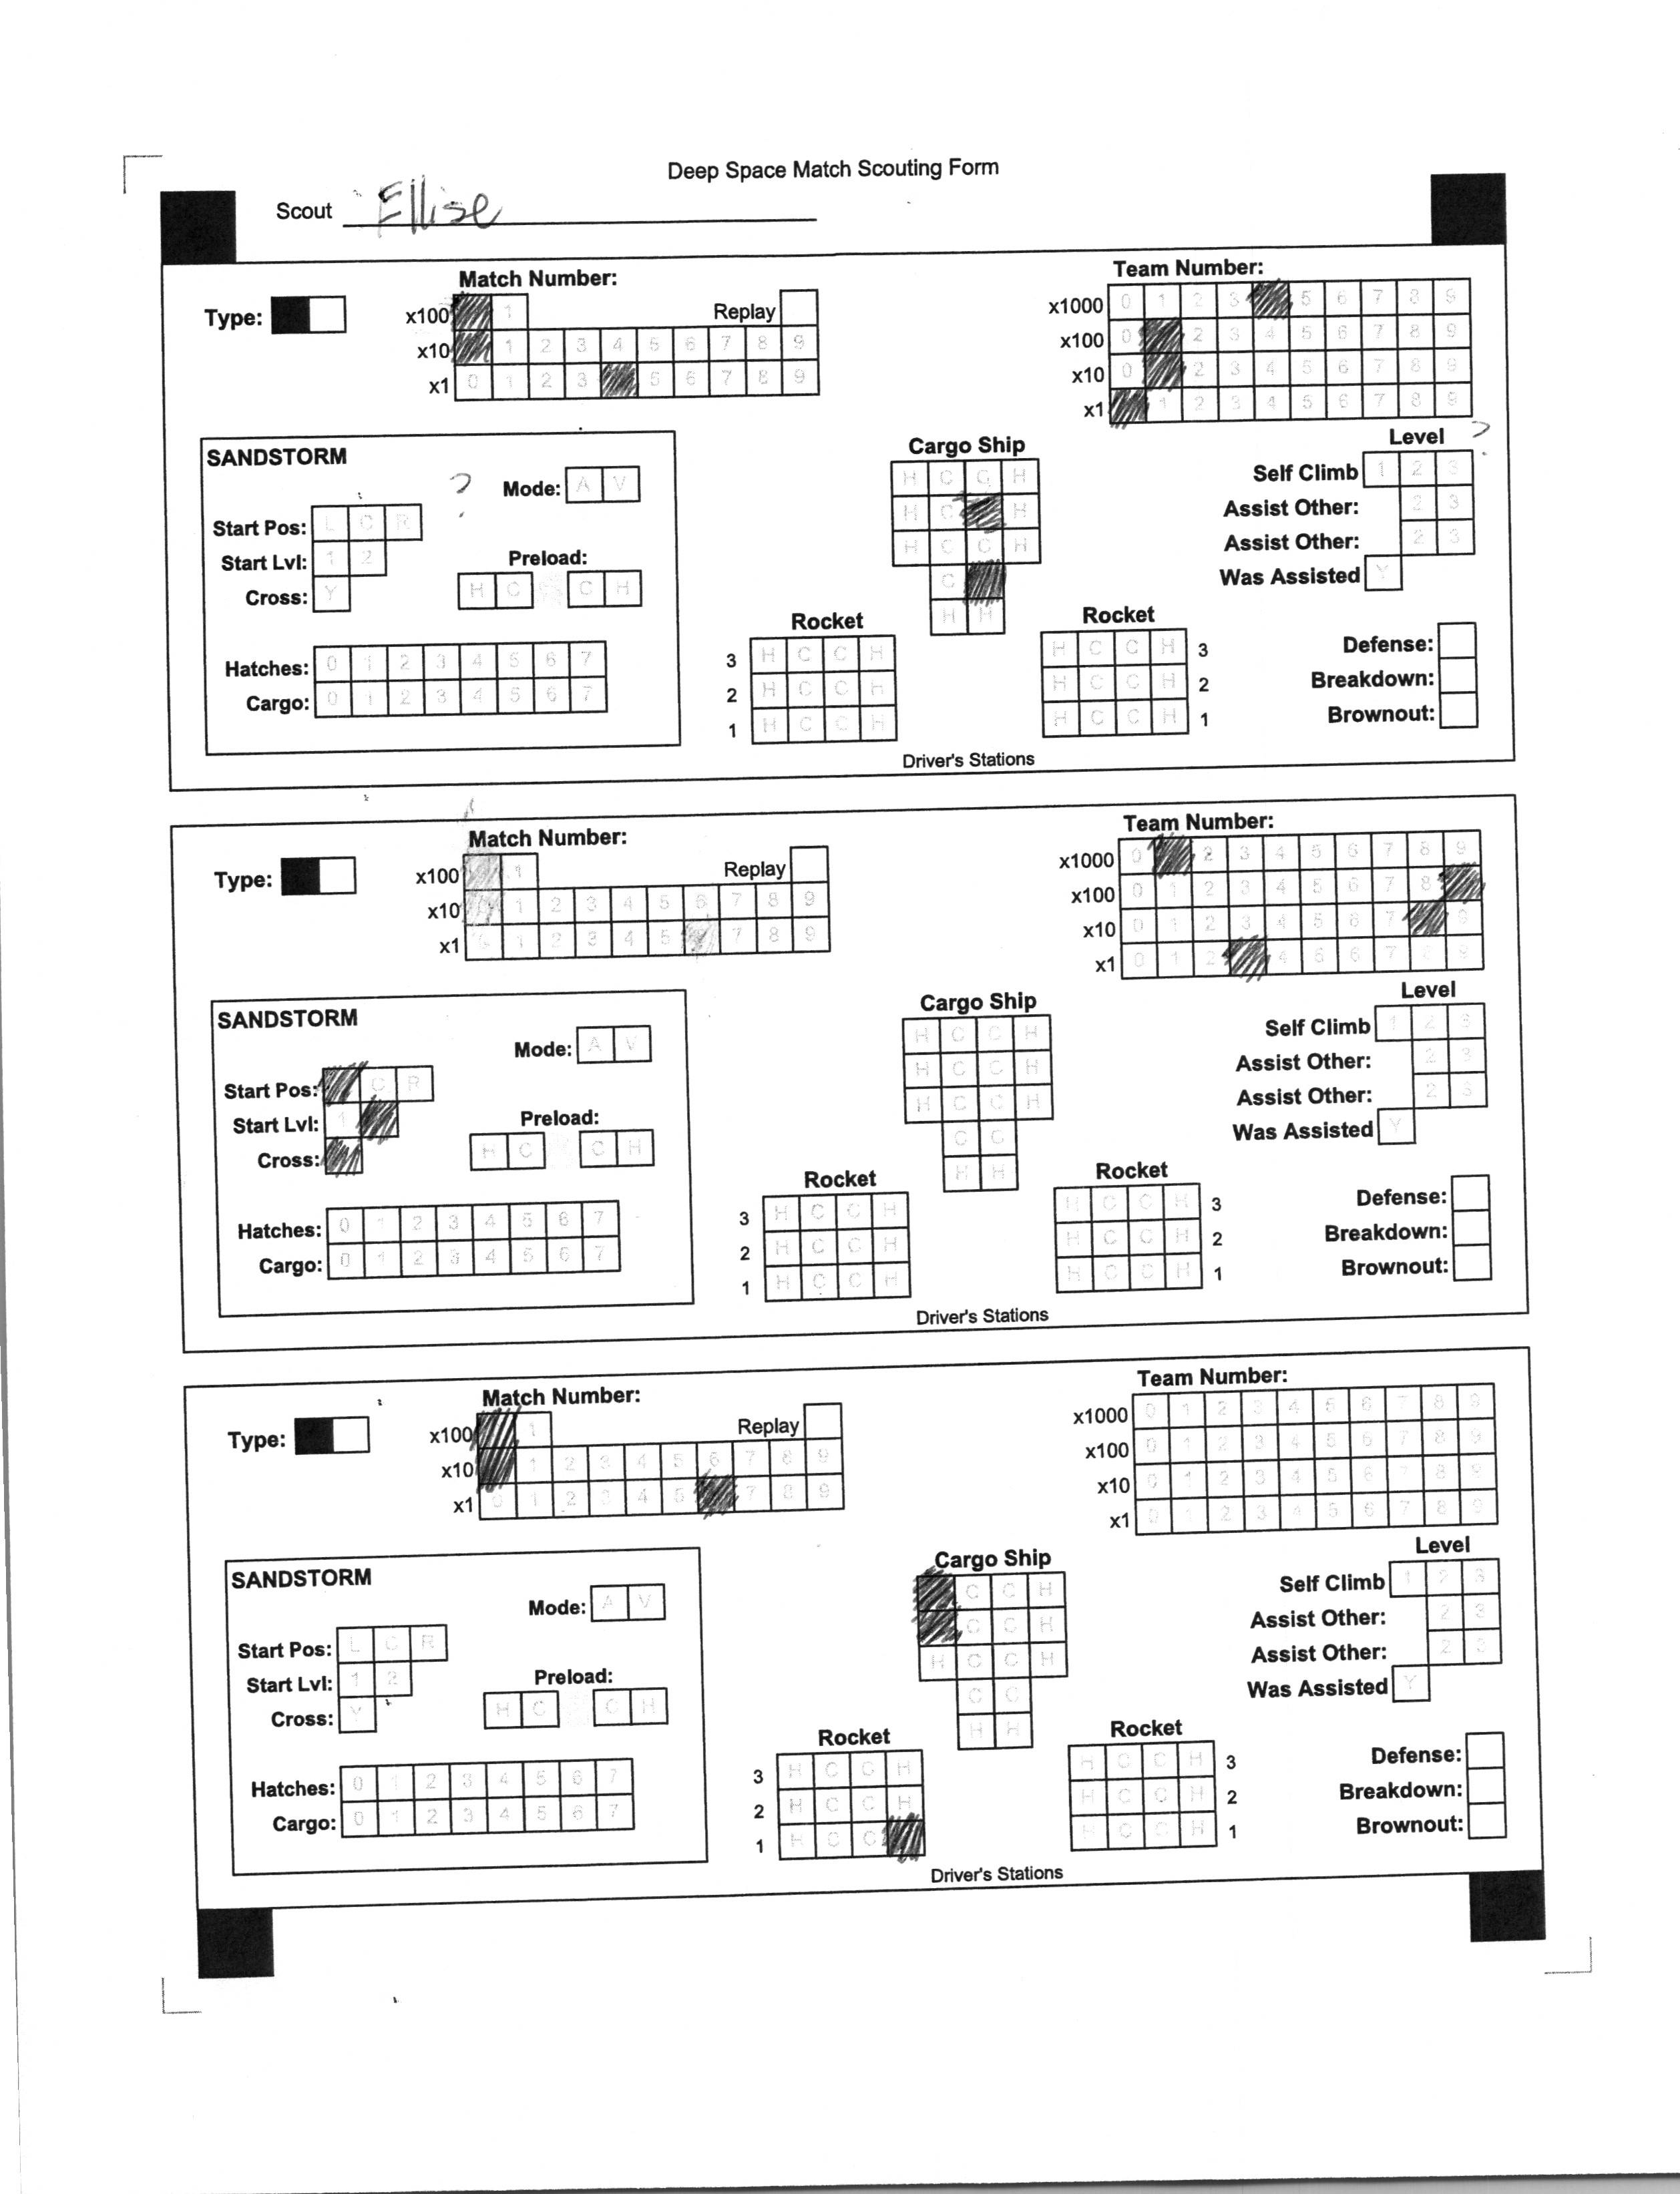 Deep Space Match Scouting Form
Scout Ellise
Match Number:
Team Number:
Type:
x100 1 Replay
x10 1 2 3 4 5 6 7 8 9
x1 0 1 2 3 5 6 7 8 9
x1000 0 1 2 3 5 6 7 8 9
x100 0 2 3 4 5 6 7 8 9
x10 0 2 3 4 5 6 7 8 9
x1 1 2 3 4 5 6 7 8 9
SANDSTORM
? Mode: A V
Start Pos: L C R
Start Lvl: 1 2
Cross: Y
Preload:
H C C H
Hatches: 0 1 2 3 4 5 6 7
Cargo: 0 1 2 3 4 5 6 7
Cargo Ship
H C C H
H C H
H C C H
C
H H
Rocket
3 H C C H
2 H C C H
1 H C C H
Rocket
H C C H 3
H C C H 2
H C C H 1
Level ?
Self Climb 1 2 3
Assist Other: 2 3
Assist Other: 2 3
Was Assisted Y
Defense:
Breakdown:
Brownout:
Driver's Stations
Match Number:
Team Number:
Type:
x100 1 Replay
x10 1 2 3 4 5 6 7 8 9
x1 0 1 2 3 4 5 6 7 8 9
x1000 0 2 3 4 5 6 7 8 9
x100 0 1 2 3 4 5 6 7 8
x10 0 1 2 3 4 5 6 7 9
x1 0 1 2 4 5 6 7 8 9
SANDSTORM
Mode: A V
Start Pos: C R
Start Lvl: 1
Cross:
Preload:
H C C H
Hatches: 0 1 2 3 4 5 6 7
Cargo: 0 1 2 3 4 5 6 7
Cargo Ship
H C C H
H C C H
H C C H
C C
H H
Rocket
3 H C C H
2 H C C H
1 H C C H
Rocket
H C C H 3
H C C H 2
H C C H 1
Level
Self Climb 1 2 3
Assist Other: 2 3
Assist Other: 2 3
Was Assisted Y
Defense:
Breakdown:
Brownout:
Driver's Stations
Match Number:
Team Number:
Type:
x100 1 Replay
x10 1 2 3 4 5 6 7 8 9
x1 0 1 2 3 4 5 7 8 9
x1000 0 1 2 3 4 5 6 7 8 9
x100 0 1 2 3 4 5 6 7 8 9
x10 0 1 2 3 4 5 6 7 8 9
x1 0 1 2 3 4 5 6 7 8 9
SANDSTORM
Mode: A V
Start Pos: L C R
Start Lvl: 1 2
Cross: Y
Preload:
H C C H
Hatches: 0 1 2 3 4 5 6 7
Cargo: 0 1 2 3 4 5 6 7
Cargo Ship
C C H
C C H
H C C H
C C
H H
Rocket
3 H C C H
2 H C C H
1 H C C
Rocket
H C C H 3
H C C H 2
H C C H 1
Level
Self Climb 1 2 3
Assist Other: 2 3
Assist Other: 2 3
Was Assisted Y
Defense:
Breakdown:
Brownout:
Driver's Stations